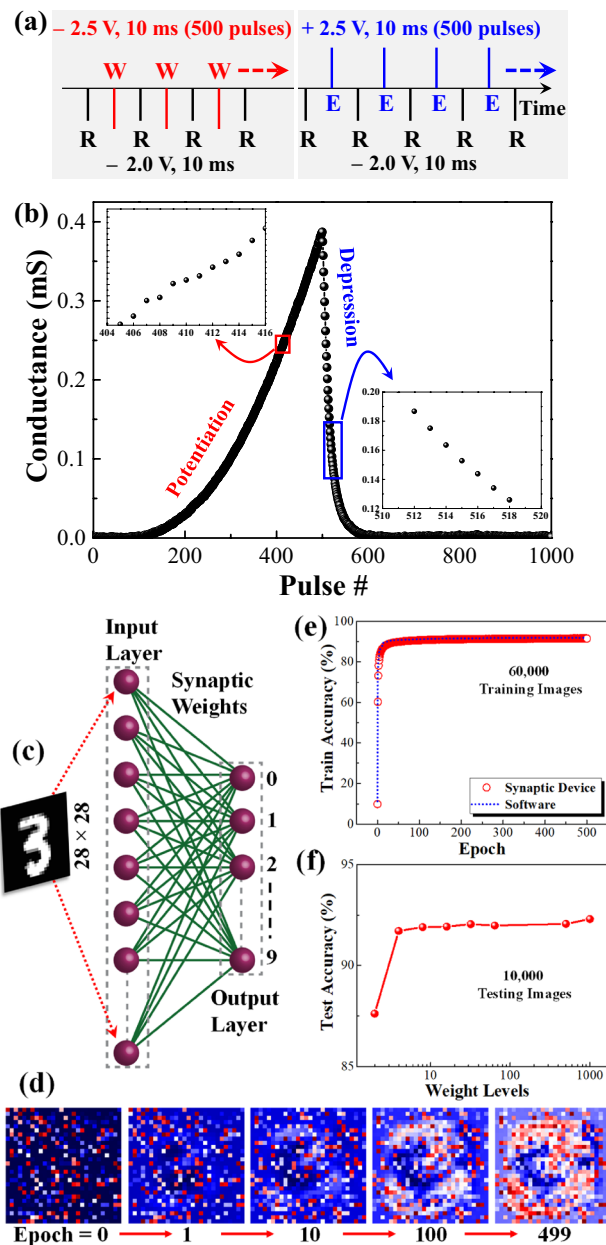 (a)
– 2.5 V, 10 ms (500 pulses)
+ 2.5 V, 10 ms (500 pulses)
W W W
E E E E
Time
R R R R
R R R R R
– 2.0 V, 10 ms
– 2.0 V, 10 ms
(b)
Conductance (mS)
0.4
0.3
0.2
0.1
0.0
0 200 400 600 800 1000
Pulse #
404 406 408 410 412 414 416
Potentiation
Depression
0.20
0.18
0.16
0.14
0.12
510 512 514 516 518 520
(c)
Input
Layer
Synaptic
Weights
28 × 28
0
1
2
9
Output
Layer
(e)
Train Accuracy (%)
100
90
80
70
60
50
40
30
20
10
0
60,000
Training Images
Synaptic Device
Software
0 100 200 300 400 500
Epoch
(f)
Test Accuracy (%)
95
90
85
10,000
Testing Images
10 100 1000
Weight Levels
(d)
Epoch = 0 1 10 100 499